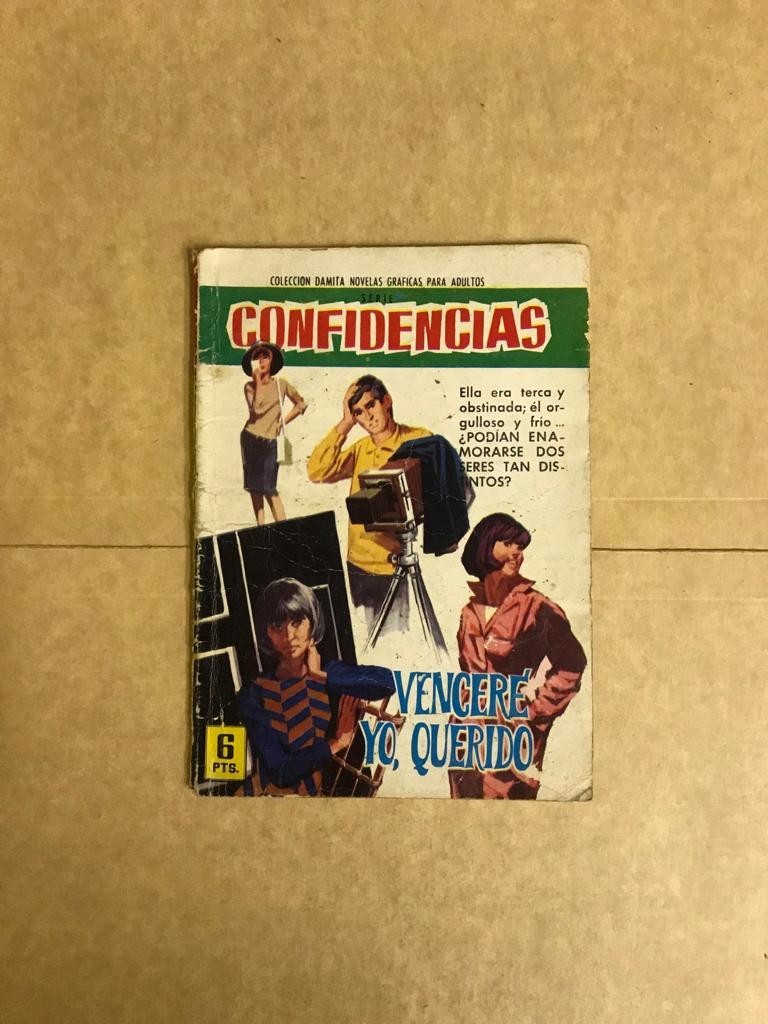 COLECCION DAMITA NOVELAS GRAFICAS PARA ADULTOS
SERIE
CONFIDENCIAS
Ella era terca y
obstinada; él or-
gulloso y frío ...
¿PODÍAN ENA-
MORARSE DOS
SERES TAN DIS-
INTOS?
VENCERÉ
YO, QUERIDO
6
PTS.